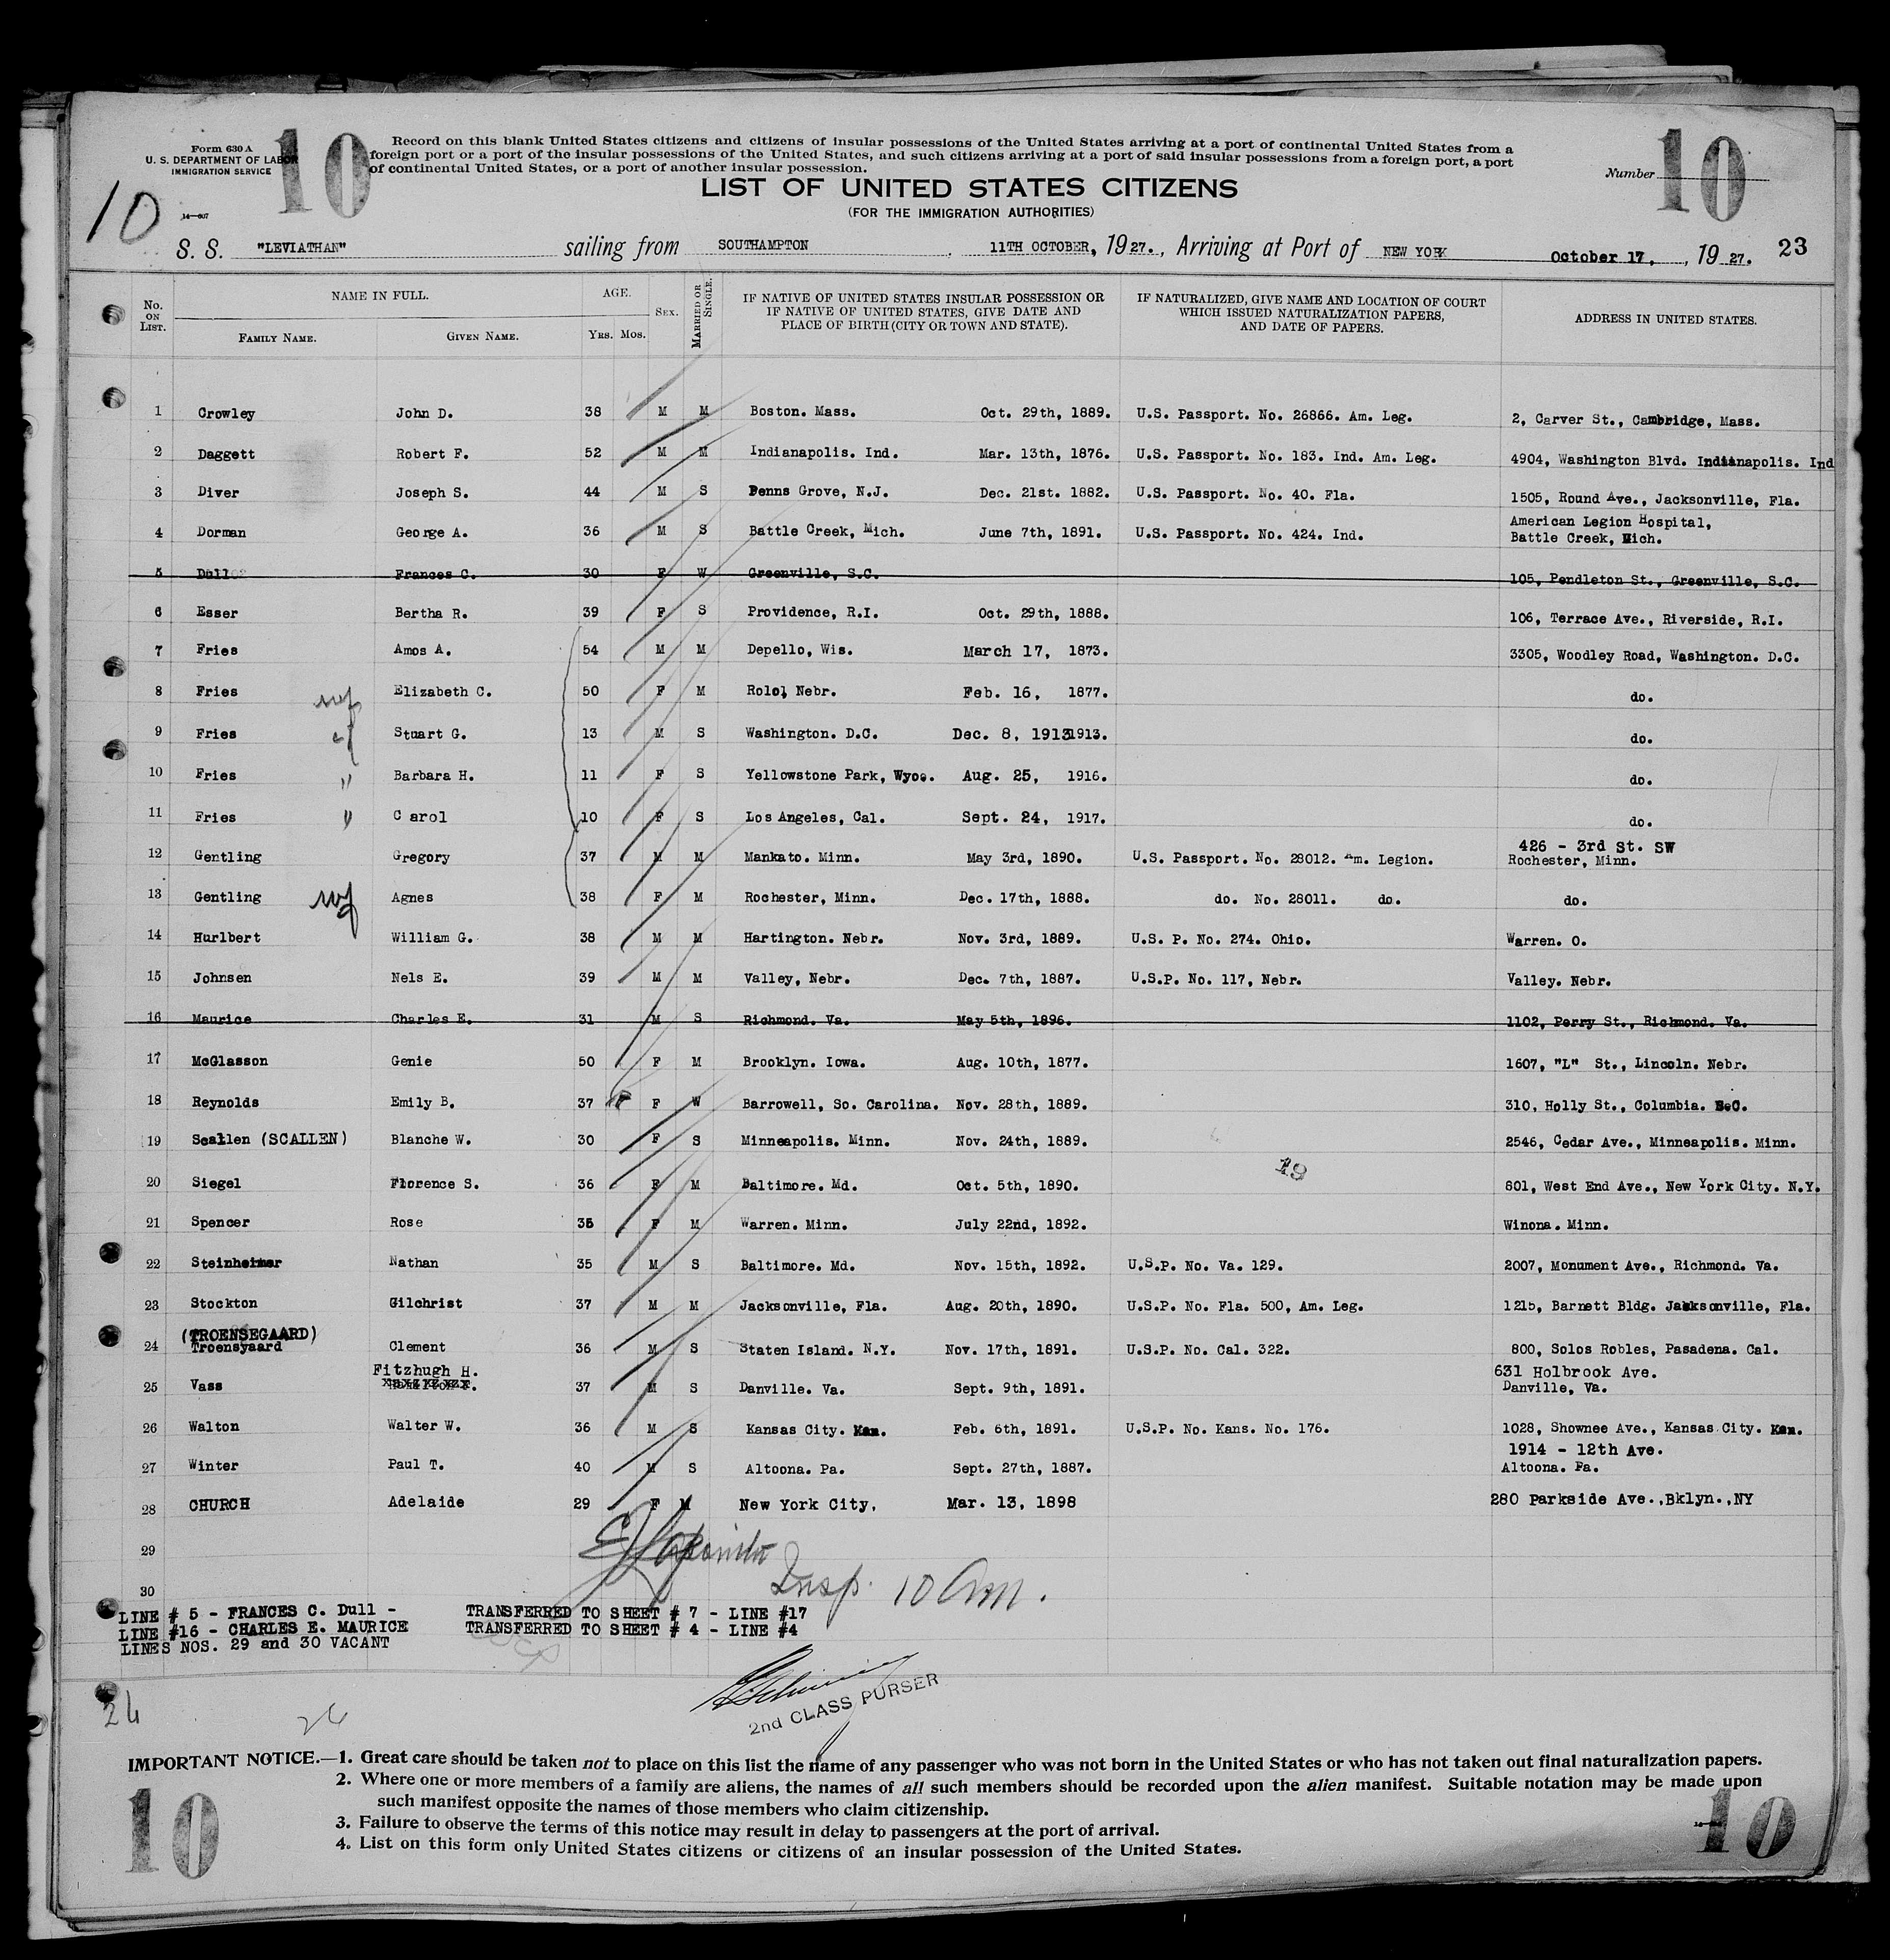 Form 630 A
U. S. DEPARTMENT OF LABOR
IMMIGRATION SERVICE
14—607
10
10
10
Record on this blank United States citizens and citizens of insular possessions of the United States arriving at a port of continental United States from a
foreign port or a port of the insular possessions of the United States, and such citizens arriving at a port of said insular possessions from a foreign port, a port
of continental United States, or a port of another insular possession.
Number
LIST OF UNITED STATES CITIZENS
(FOR THE IMMIGRATION AUTHORITIES)
S. S. "LEVIATHAN" sailing from SOUTHAMPTON 11TH OCTOBER, 1927., Arriving at Port of NEW YORK October 17, , 1927. 23
No. ON LIST. NAME IN FULL. FAMILY NAME. GIVEN NAME. AGE. YRS. MOS. SEX. MARRIED OR SINGLE. IF NATIVE OF UNITED STATES INSULAR POSSESSION OR IF NATIVE OF UNITED STATES, GIVE DATE AND PLACE OF BIRTH (CITY OR TOWN AND STATE). IF NATURALIZED, GIVE NAME AND LOCATION OF COURT WHICH ISSUED NATURALIZATION PAPERS, AND DATE OF PAPERS. ADDRESS IN UNITED STATES.
1 Crowley John D. 38 M M Boston. Mass. Oct. 29th, 1889. U.S. Passport. No. 26866. Am. Leg. 2, Carver St., Cambridge, Mass.
2 Daggett Robert F. 52 M M Indianapolis. Ind. Mar. 13th, 1876. U.S. Passport. No. 183. Ind. Am. Leg. 4904, Washington Blvd. Indianapolis. Ind
3 Diver Joseph S. 44 M S Penns Grove, N.J. Dec. 21st. 1882. U.S. Passport. No. 40. Fla. 1505, Round Ave., Jacksonville, Fla.
4 Dorman George A. 36 M S Battle Creek, Mich. June 7th, 1891. U.S. Passport. No. 424. Ind. American Legion Hospital,
Battle Creek, Mich.
5 Dull Frances C. 30 F W Greenville, S.C. 105, Pendleton St., Greenville, S.C.
6 Esser Bertha R. 39 F S Providence, R.I. Oct. 29th, 1888. 106, Terrace Ave., Riverside, R.I.
7 Fries Amos A. 54 M M Depello, Wis. March 17, 1873. 3305, Woodley Road, Washington. D.C.
8 Fries wf Elizabeth C. 50 F M Rolo, Nebr. Feb. 16, 1877. do.
9 Fries Stuart G. 13 M S Washington. D.C. Dec. 8, 1913 1913. do.
10 Fries " Barbara H. 11 F S Yellowstone Park, Wyo. Aug. 25, 1916. do.
11 Fries " Carol 10 F S Los Angeles, Cal. Sept. 24, 1917. do.
12 Gentling Gregory 37 M M Mankato. Minn. May 3rd, 1890. U.S. Passport. No. 28012. Am. Legion. 426 - 3rd St. SW
Rochester, Minn.
13 Gentling wf Agnes 38 F M Rochester, Minn. Dec. 17th, 1888. do. No. 28011. do. do.
14 Hurlbert William G. 38 M M Hartington. Nebr. Nov. 3rd, 1889. U.S. P. No. 274. Ohio. Warren. O.
15 Johnsen Nels E. 39 M M Valley, Nebr. Dec. 7th, 1887. U.S.P. No. 117, Nebr. Valley. Nebr.
16 Maurice Charles E. 31 M S Richmond. Va. May 5th, 1896. 1102, Perry St., Richmond. Va.
17 McGlasson Genie 50 F M Brooklyn. Iowa. Aug. 10th, 1877. 1607, "L" St., Lincoln. Nebr.
18 Reynolds Emily B. 37 F W Barrowell, So. Carolina. Nov. 28th, 1889. 310, Holly St., Columbia. S.C.
19 Scallen (SCALLEN) Blanche W. 30 F S Minneapolis. Minn. Nov. 24th, 1889. 2546, Cedar Ave., Minneapolis. Minn.
19
20 Siegel Florence S. 36 F M Baltimore. Md. Oct. 5th, 1890. 801, West End Ave., New York City. N.Y.
21 Spencer Rose 35 F M Warren. Minn. July 22nd, 1892. Winona. Minn.
22 Steinheimer Nathan 35 M S Baltimore. Md. Nov. 15th, 1892. U.S.P. No. Va. 129. 2007, Monument Ave., Richmond. Va.
23 Stockton Gilchrist 37 M M Jacksonville, Fla. Aug. 20th, 1890. U.S.P. No. Fla. 500, Am. Leg. 1215, Barnett Bldg. Jacksonville, Fla.
(TROENSEGAARD)
24 Troensyaard Clement 36 M S Staten Island. N.Y. Nov. 17th, 1891. U.S.P. No. Cal. 322. 800, Solos Robles, Pasadena. Cal.
Fitzhugh H. 631 Holbrook Ave.
25 Vass 37 M S Danville. Va. Sept. 9th, 1891. Danville, Va.
26 Walton Walter W. 36 M S Kansas City. Kan. Feb. 6th, 1891. U.S.P. No. Kans. No. 176. 1028, Shownee Ave., Kansas City. Kan.
1914 - 12th Ave.
27 Winter Paul T. 40 M S Altoona. Pa. Sept. 27th, 1887. Altoona. Pa.
28 CHURCH Adelaide 29 F M New York City, Mar. 13, 1898 280 Parkside Ave.,Bklyn.,NY
29
30
Insp. 10 Am.
LINE # 5 - FRANCES C. Dull - TRANSFERRED TO SHEET # 7 - LINE #17
LINE #16 - CHARLES E. MAURICE TRANSFERRED TO SHEET # 4 - LINE #4
LINES NOS. 29 and 30 VACANT
2nd CLASS PURSER
24
26
IMPORTANT NOTICE.—1. Great care should be taken not to place on this list the name of any passenger who was not born in the United States or who has not taken out final naturalization papers.
2. Where one or more members of a family are aliens, the names of all such members should be recorded upon the alien manifest. Suitable notation may be made upon
such manifest opposite the names of those members who claim citizenship.
3. Failure to observe the terms of this notice may result in delay to passengers at the port of arrival.
4. List on this form only United States citizens or citizens of an insular possession of the United States.
10
10